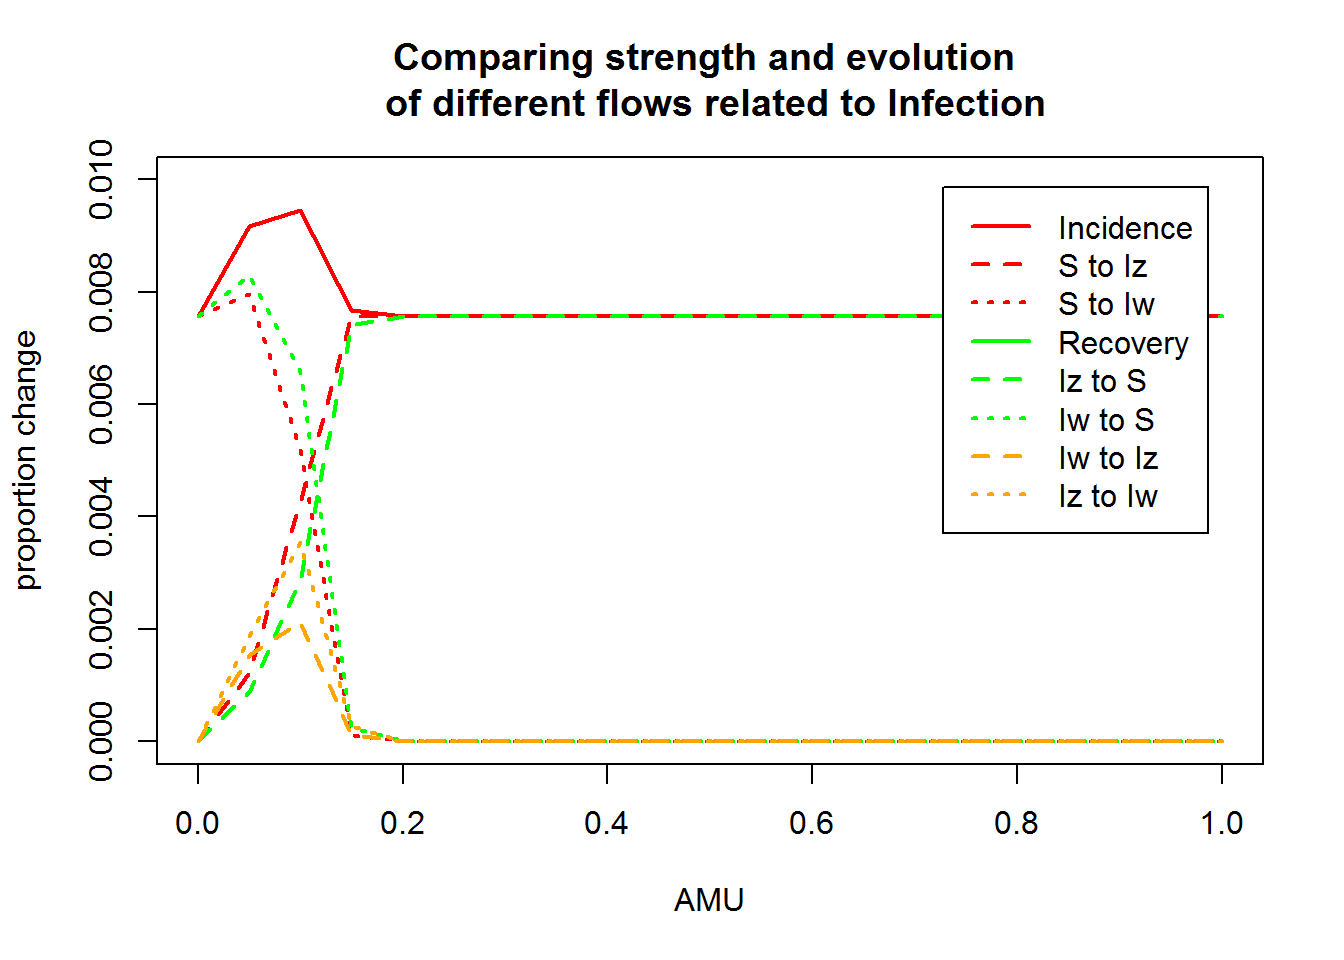 Comparing strength and evolution
of different flows related to Infection
0.010
0.008
0.006
0.004
0.002
0.000
proportion change
Incidence
S to Iz
S to Iw
Recovery
Iz to S
Iw to S
Iw to Iz
Iz to Iw
0.0 0.2 0.4 0.6 0.8 1.0
AMU